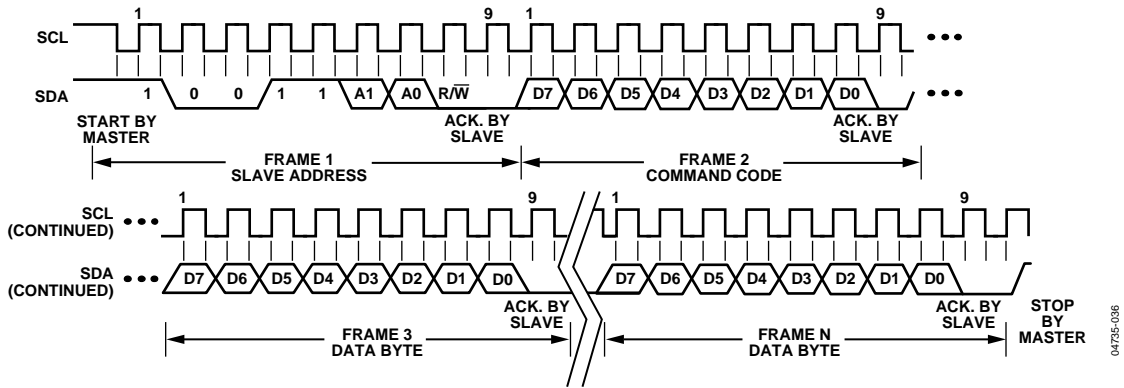 1 9 1 9
SCL
SDA 1 0 0 1 1 A1 A0 R/W̅ D7 D6 D5 D4 D3 D2 D1 D0
START BY MASTER
ACK. BY SLAVE
ACK. BY SLAVE
FRAME 1
SLAVE ADDRESS
FRAME 2
COMMAND CODE
1 9 1 9
SCL
(CONTINUED)
SDA
(CONTINUED)
D7 D6 D5 D4 D3 D2 D1 D0 D7 D6 D5 D4 D3 D2 D1 D0
ACK. BY
SLAVE
ACK. BY
SLAVE
STOP
BY
MASTER
FRAME 3
DATA BYTE
FRAME N
DATA BYTE
04735-036